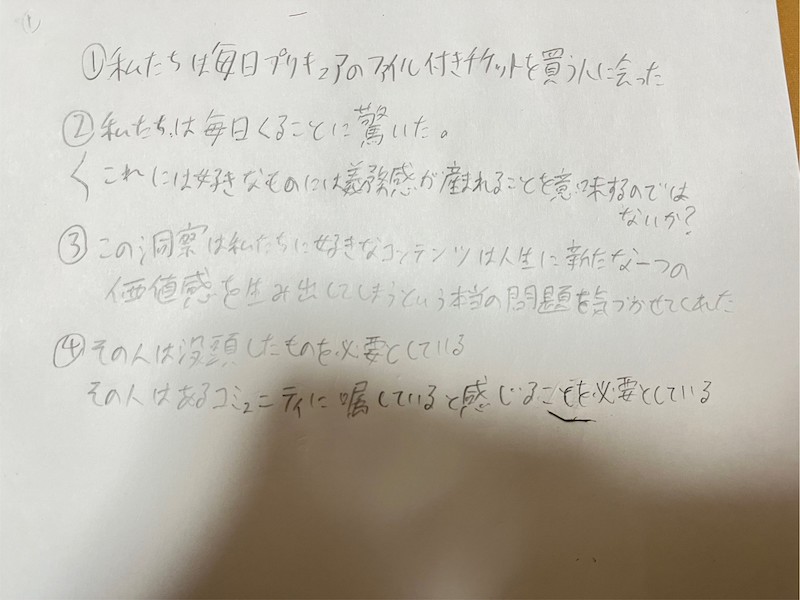 ①
①私たちは毎日プリキュアのファイル付きチケットを買う人に会った
②私たちは毎日くることに驚いた。
く これには好きなものには義務感が産まれることを意味するのでは
ないか?
③この洞察は私たちに好きなコンテンツは人生に新たな一つの
価値感を生み出してしまうという本当の問題を気づかせてくれた
④その人は没頭したものを必要としている
その人はあるコミュニティに嘱していると感じることを必要としている